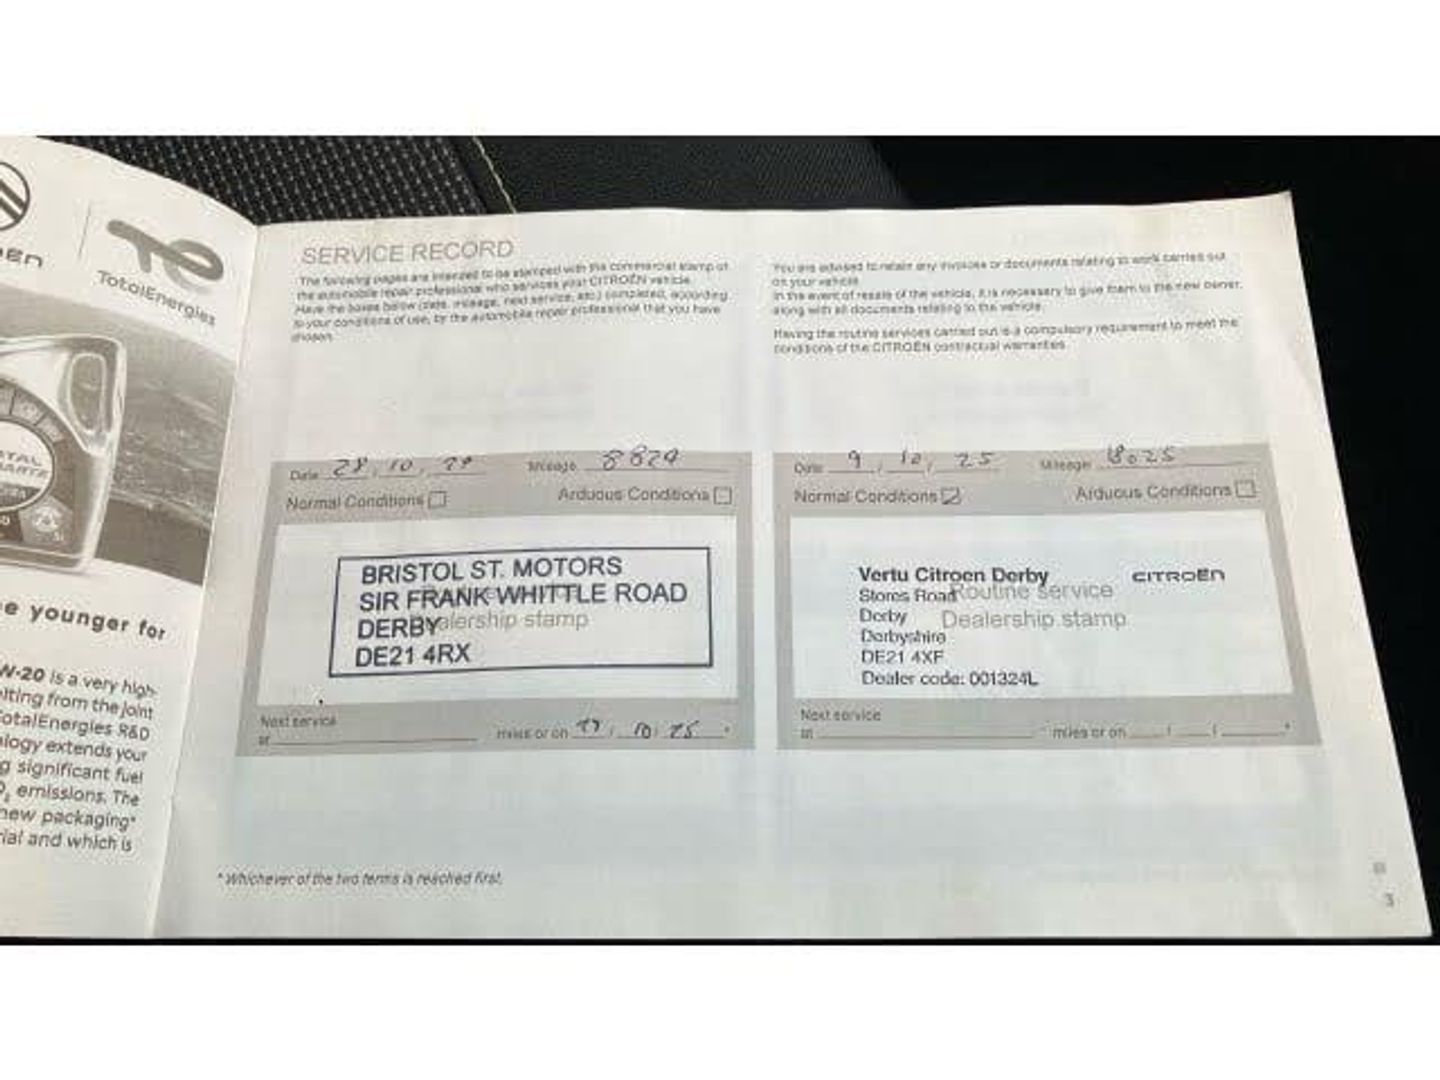 OËN
TotalEnergies
e younger for
W-20 is a very high-
lting from the joint
TotalEnergies R&D
logy extends your
g significant fuel
emissions. The
new packaging*
rial and which is
SERVICE RECORD
The following pages are intended to be stamped with the commercial stamp of
the automobile repair professional who services your CITROËN vehicle.
Have the boxes below (date, mileage, next service, etc.) completed, according
to your conditions of use, by the automobile repair professional that you have
chosen.
You are advised to retain any invoices or documents relating to work carried out
on your vehicle.
In the event of resale of the vehicle, it is necessary to give them to the new owner,
along with all documents relating to the vehicle.
Having the routine services carried out is a compulsory requirement to meet the
conditions of the CITROËN contractual warranties.
Date 28, 10, Mileage
Normal Conditions Arduous Conditions
BRISTOL ST. MOTORS
SIR FRANK WHITTLE ROAD
DERBY Dealership stamp
DE21 4RX
Next service
at miles or on 10 25 *
Date 9, 10, 25 Mileage 18025
Normal Conditions Arduous Conditions
Vertu Citroen Derby CITROËN
Stores Road Routine service
Derby Dealership stamp
Derbyshire
DE21 4XF
Dealer code: 001324L
Next service
at miles or on / / *
* Whichever of the two terms is reached first.
3